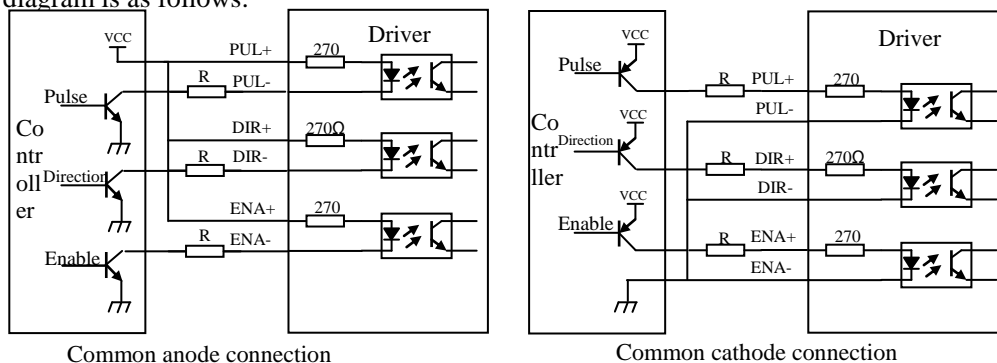 diagram is as follows:
VCC
PUL+
270
Driver
R
PUL-
Pulse
DIR+
270Ω
Co
ntr
oll
er
Direction
R
DIR-
ENA+
270
Enable
R
ENA-
Common anode connection
VCC
Driver
Pulse
R
PUL+
270
PUL-
Co
ntr
ller
VCC
Direction
R
DIR+
270Ω
DIR-
VCC
Enable
R
ENA+
270
ENA-
Common cathode connection